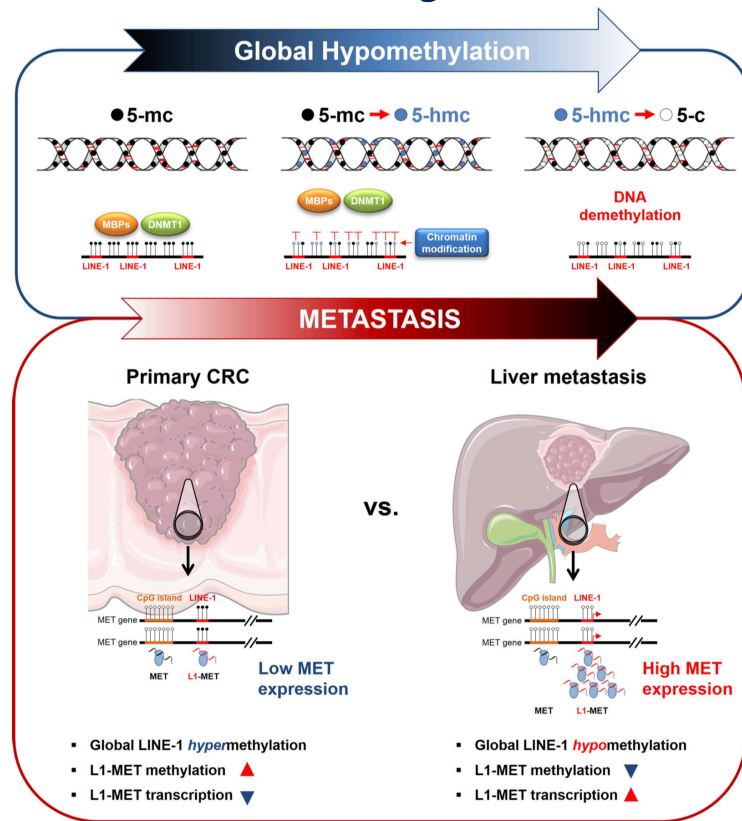 Global Hypomethylation
5-mc
5-mc 5-hmc
5-hmc 5-c
MBPs DNMT1
LINE-1 LINE-1 LINE-1
MBPs DNMT1
Chromatin
modification
LINE-1 LINE-1 LINE-1
DNA
demethylation
LINE-1 LINE-1 LINE-1
METASTASIS
Primary CRC
vs.
Liver metastasis
CpG island LINE-1
MET gene
MET gene
MET L1-MET
Low MET
expression
Global LINE-1 hypermethylation
L1-MET methylation
L1-MET transcription
CpG island LINE-1
MET gene
MET gene
MET L1-MET
High MET
expression
Global LINE-1 hypomethylation
L1-MET methylation
L1-MET transcription